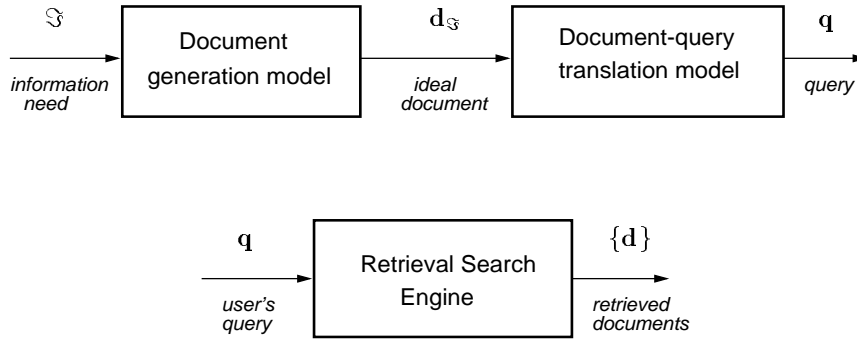 ℑ
information
need
Document
generation model
d_ℑ
ideal
document
Document-query
translation model
q
query
q
user's
query
Retrieval Search
Engine
{d}
retrieved
documents